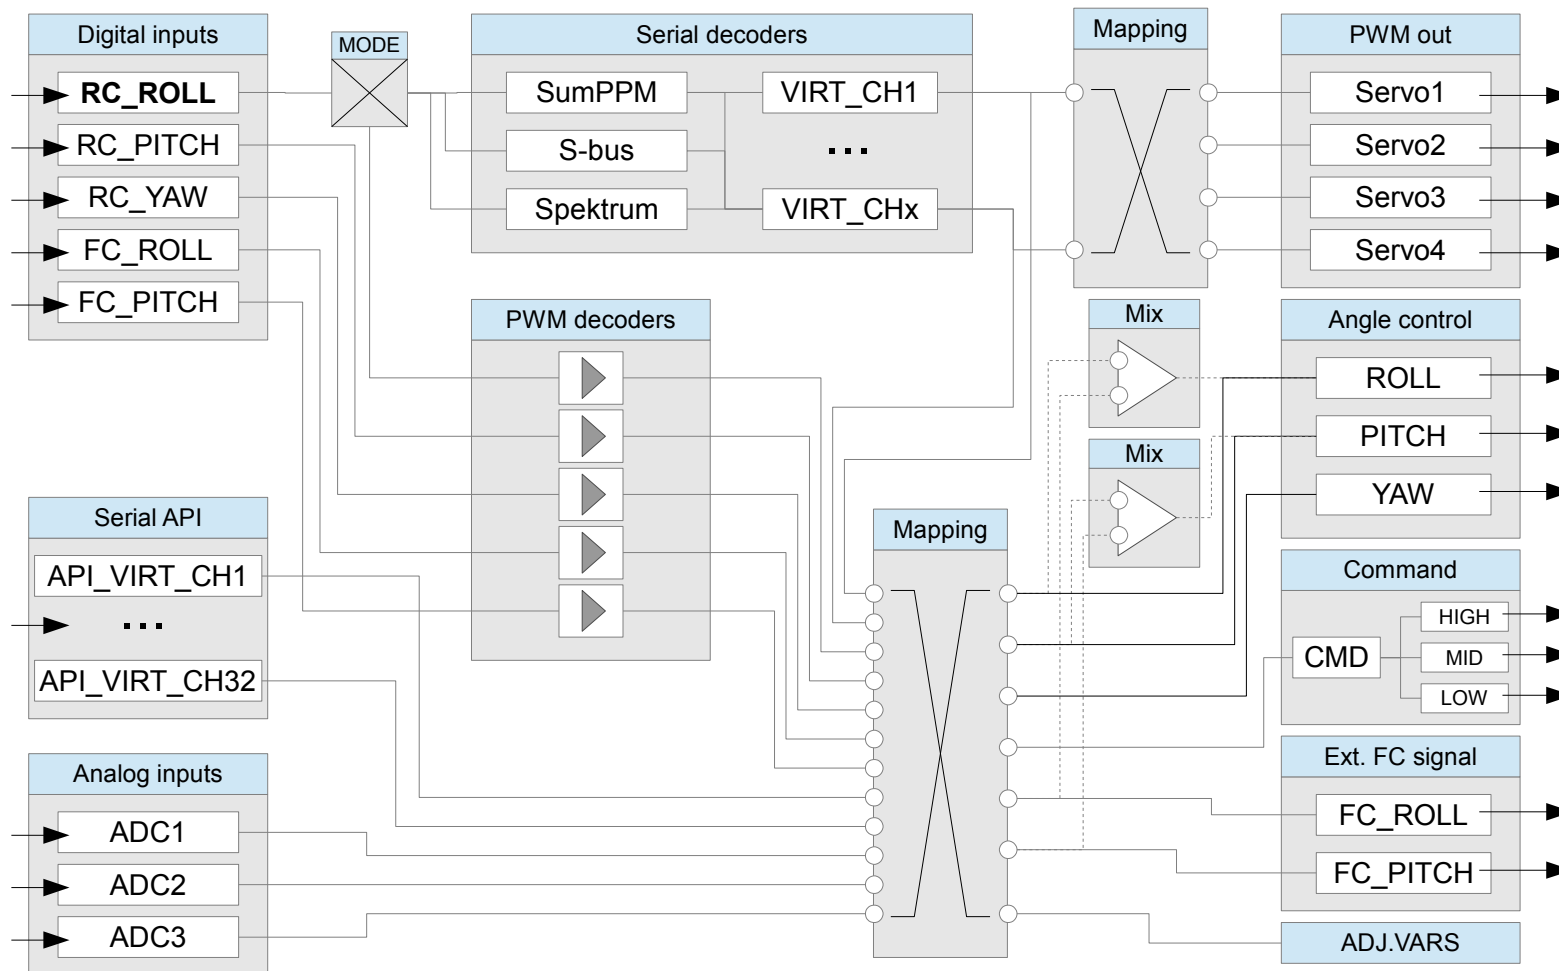 Digital inputs
RC_ROLL
RC_PITCH
RC_YAW
FC_ROLL
FC_PITCH
MODE
Serial decoders
SumPPM
S-bus
Spektrum
VIRT_CH1
...
VIRT_CHx
Mapping
PWM out
Servo1
Servo2
Servo3
Servo4
PWM decoders
Mix
Mix
Angle control
ROLL
PITCH
YAW
Serial API
API_VIRT_CH1
...
API_VIRT_CH32
Mapping
Command
CMD
HIGH
MID
LOW
Analog inputs
ADC1
ADC2
ADC3
Ext. FC signal
FC_ROLL
FC_PITCH
ADJ.VARS